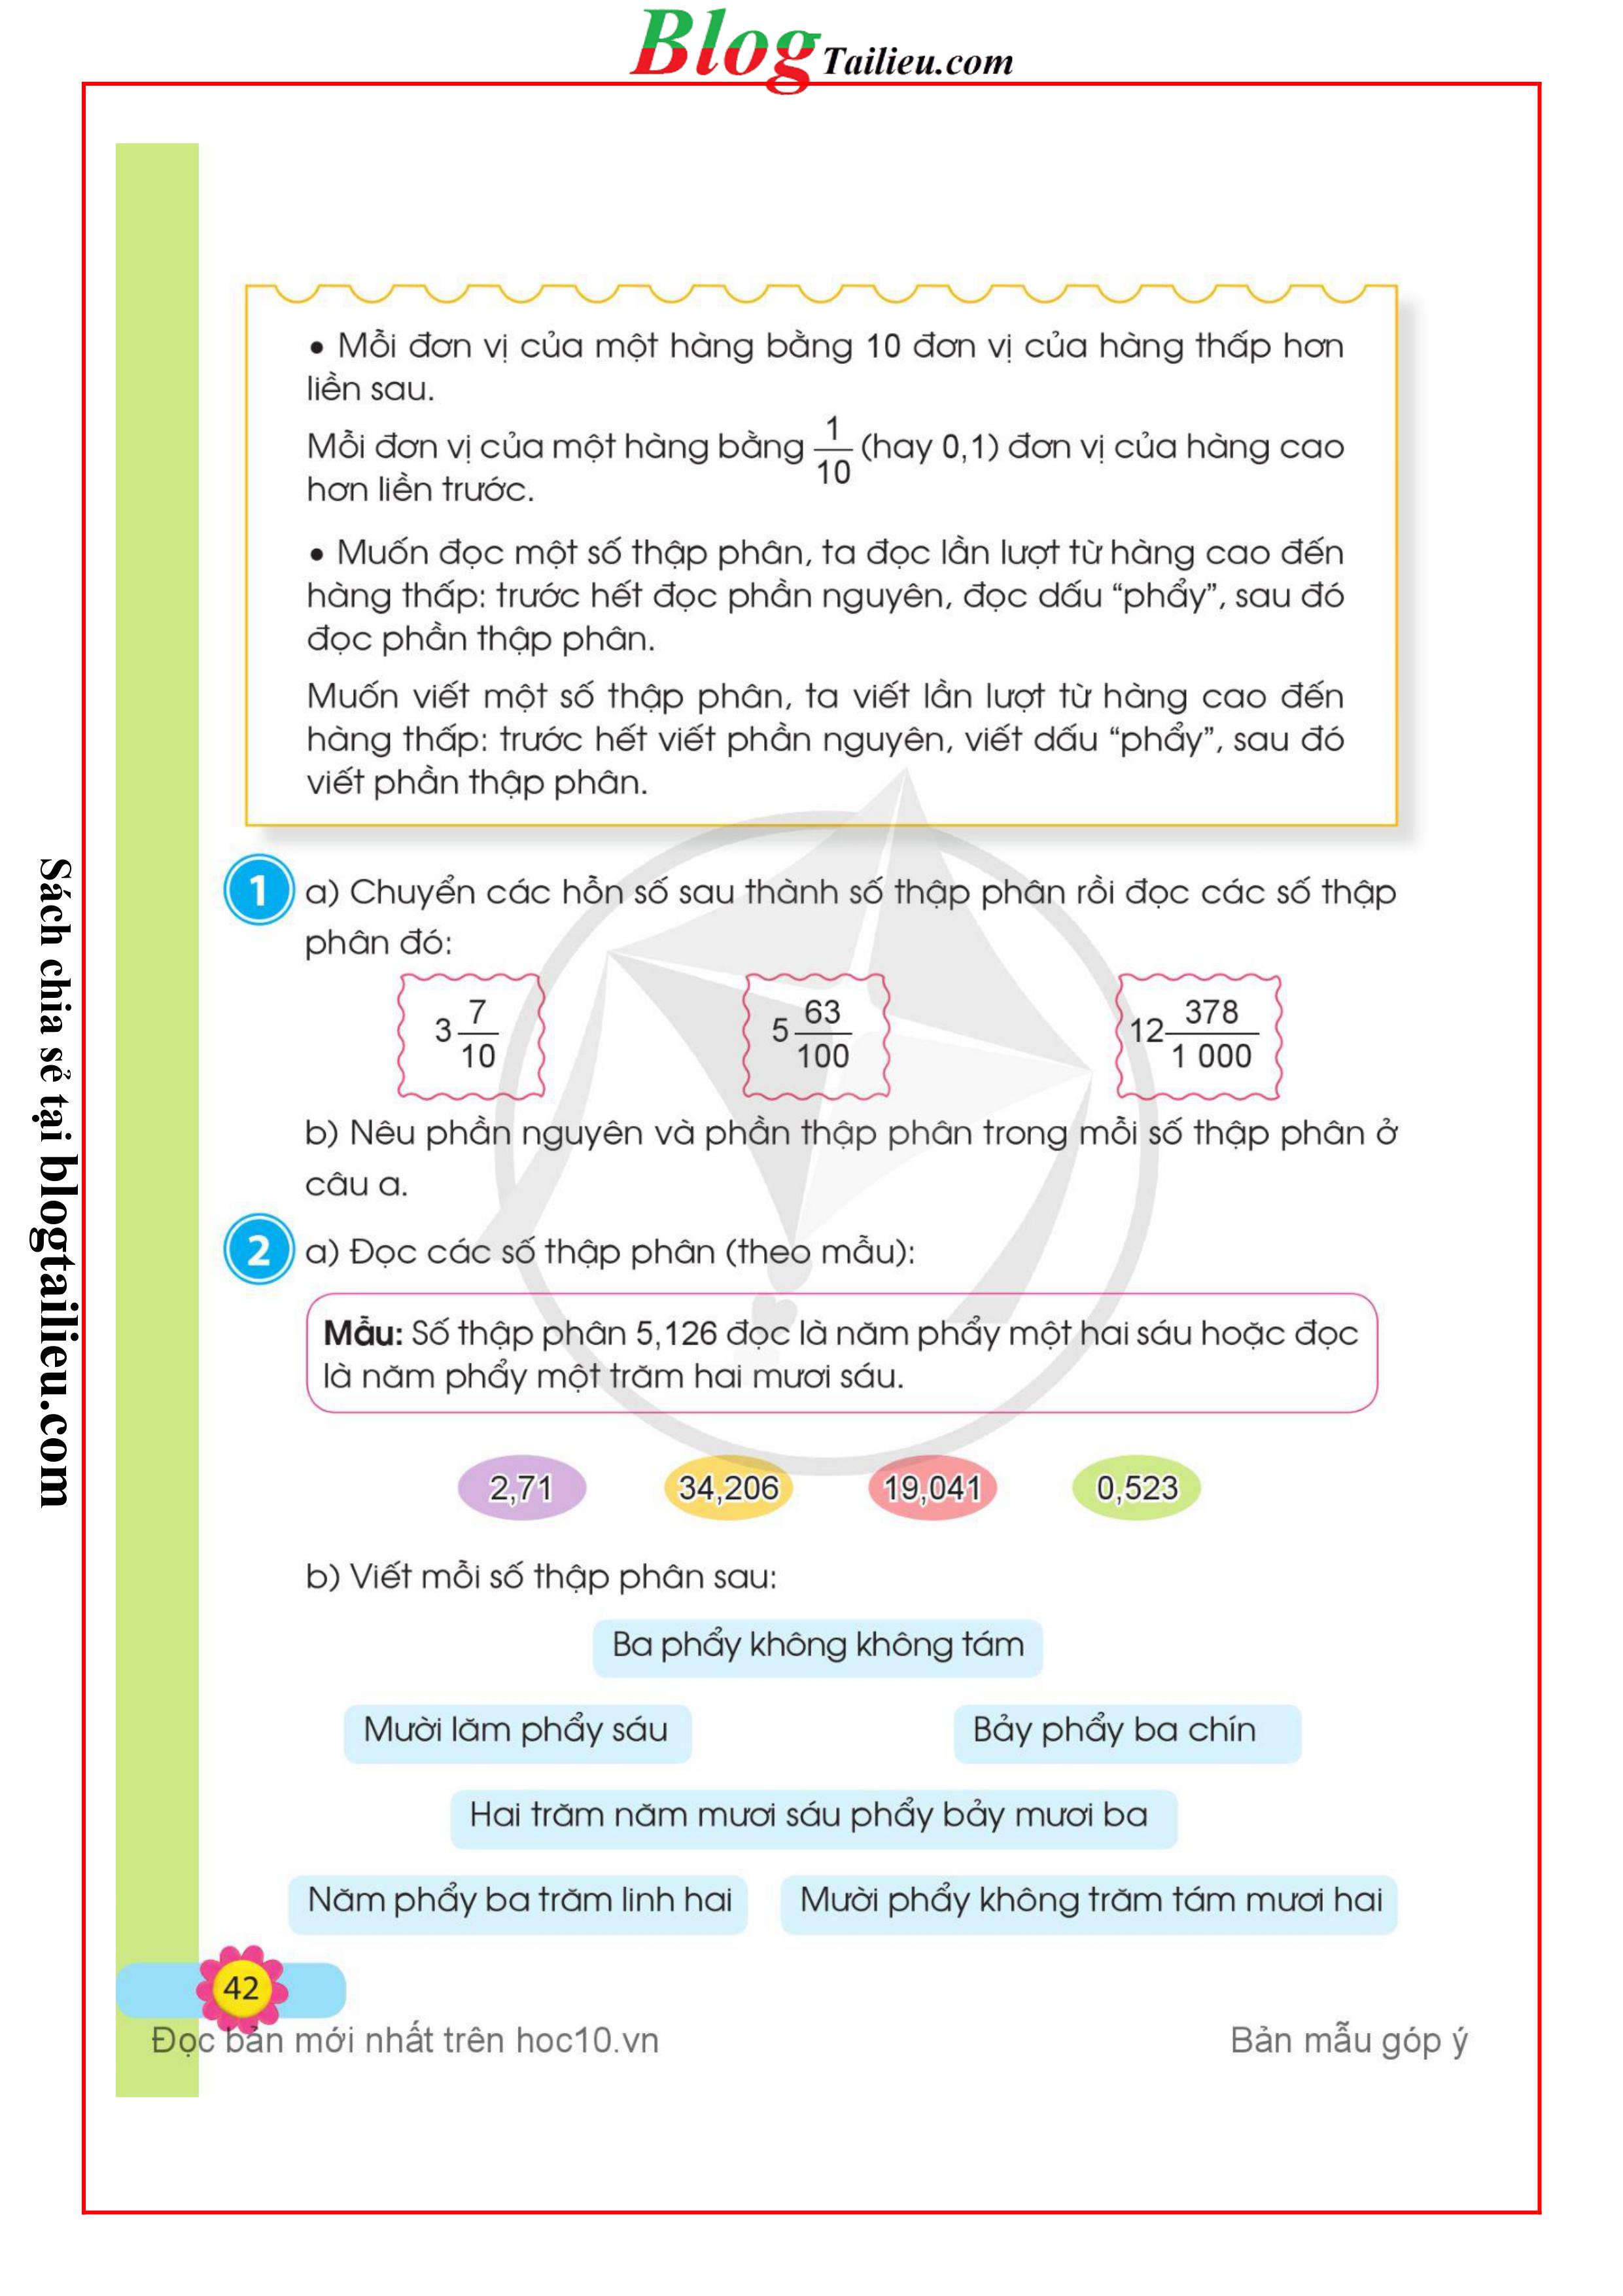 Blog Tailieu.com
• Mỗi đơn vị của một hàng bằng 10 đơn vị của hàng thấp hơn
liền sau.
Mỗi đơn vị của một hàng bằng 1/10 (hay 0,1) đơn vị của hàng cao
hơn liền trước.
• Muốn đọc một số thập phân, ta đọc lần lượt từ hàng cao đến
hàng thấp: trước hết đọc phần nguyên, đọc dấu “phẩy”, sau đó
đọc phần thập phân.
Muốn viết một số thập phân, ta viết lần lượt từ hàng cao đến
hàng thấp: trước hết viết phần nguyên, viết dấu “phẩy”, sau đó
viết phần thập phân.
1 a) Chuyển các hỗn số sau thành số thập phân rồi đọc các số thập
phân đó:
3 7/10 5 63/100 12 378/1 000
b) Nêu phần nguyên và phần thập phân trong mỗi số thập phân ở
câu a.
2 a) Đọc các số thập phân (theo mẫu):
Mẫu: Số thập phân 5,126 đọc là năm phẩy một hai sáu hoặc đọc
là năm phẩy một trăm hai mươi sáu.
2,71 34,206 19,041 0,523
b) Viết mỗi số thập phân sau:
Ba phẩy không không tám
Mười lăm phẩy sáu Bảy phẩy ba chín
Hai trăm năm mươi sáu phẩy bảy mươi ba
Năm phẩy ba trăm linh hai Mười phẩy không trăm tám mươi hai
42
Đọc bản mới nhất trên hoc10.vn Bản mẫu góp ý
Sách chia sẻ tại blogtailieu.com